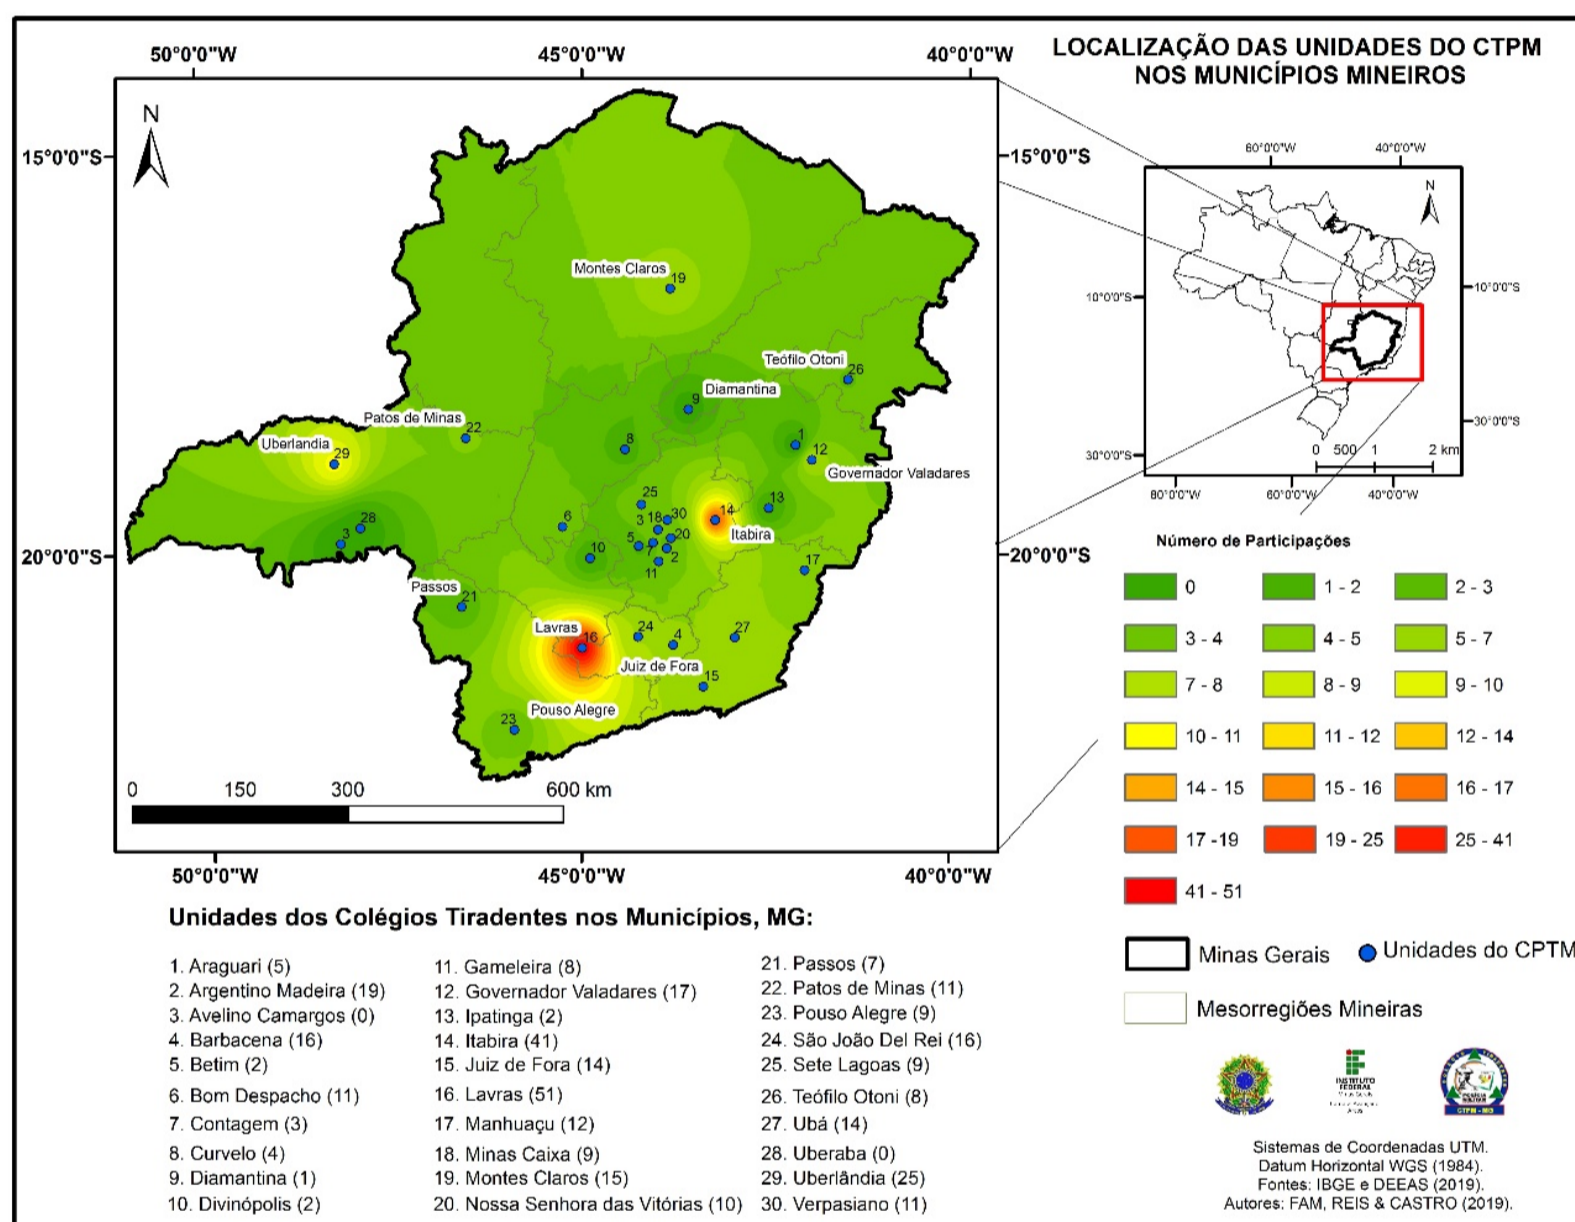 LOCALIZAÇÃO DAS UNIDADES DO CTPM
NOS MUNICÍPIOS MINEIROS
50°0'0"W
45°0'0"W
40°0'0"W
15°0'0"S
20°0'0"S
15°0'0"S
20°0'0"S
N
Montes Claros
19
Teófilo Otoni
26
Diamantina
9
Patos de Minas
22
Uberlandia
29
8
1
12
Governador Valadares
25
3
18
30
14
13
Itabira
6
5
7
20
2
10
11
28
3
17
Passos
21
Lavras
16
24
4
27
Juiz de Fora
15
Pouso Alegre
23
0
150
300
600 km
50°0'0"W
45°0'0"W
40°0'0"W
60°0'0"W
40°0'0"W
N
10°0'0"S
10°0'0"S
30°0'0"S
30°0'0"S
0
500
1
2 km
80°0'0"W
60°0'0"W
40°0'0"W
Número de Participações
0
1 - 2
2 - 3
3 - 4
4 - 5
5 - 7
7 - 8
8 - 9
9 - 10
10 - 11
11 - 12
12 - 14
14 - 15
15 - 16
16 - 17
17 -19
19 - 25
25 - 41
41 - 51
Minas Gerais
Unidades do CPTM
Mesorregiões Mineiras
Unidades dos Colégios Tiradentes nos Municípios, MG:
1. Araguari (5)
2. Argentino Madeira (19)
3. Avelino Camargos (0)
4. Barbacena (16)
5. Betim (2)
6. Bom Despacho (11)
7. Contagem (3)
8. Curvelo (4)
9. Diamantina (1)
10. Divinópolis (2)
11. Gameleira (8)
12. Governador Valadares (17)
13. Ipatinga (2)
14. Itabira (41)
15. Juiz de Fora (14)
16. Lavras (51)
17. Manhuaçu (12)
18. Minas Caixa (9)
19. Montes Claros (15)
20. Nossa Senhora das Vitórias (10)
21. Passos (7)
22. Patos de Minas (11)
23. Pouso Alegre (9)
24. São João Del Rei (16)
25. Sete Lagoas (9)
26. Teófilo Otoni (8)
27. Ubá (14)
28. Uberaba (0)
29. Uberlândia (25)
30. Verpasiano (11)
INSTITUTO
FEDERAL
Minas Gerais
CTPM - MG
Sistemas de Coordenadas UTM.
Datum Horizontal WGS (1984).
Fontes: IBGE e DEEAS (2019).
Autores: FAM, REIS & CASTRO (2019).